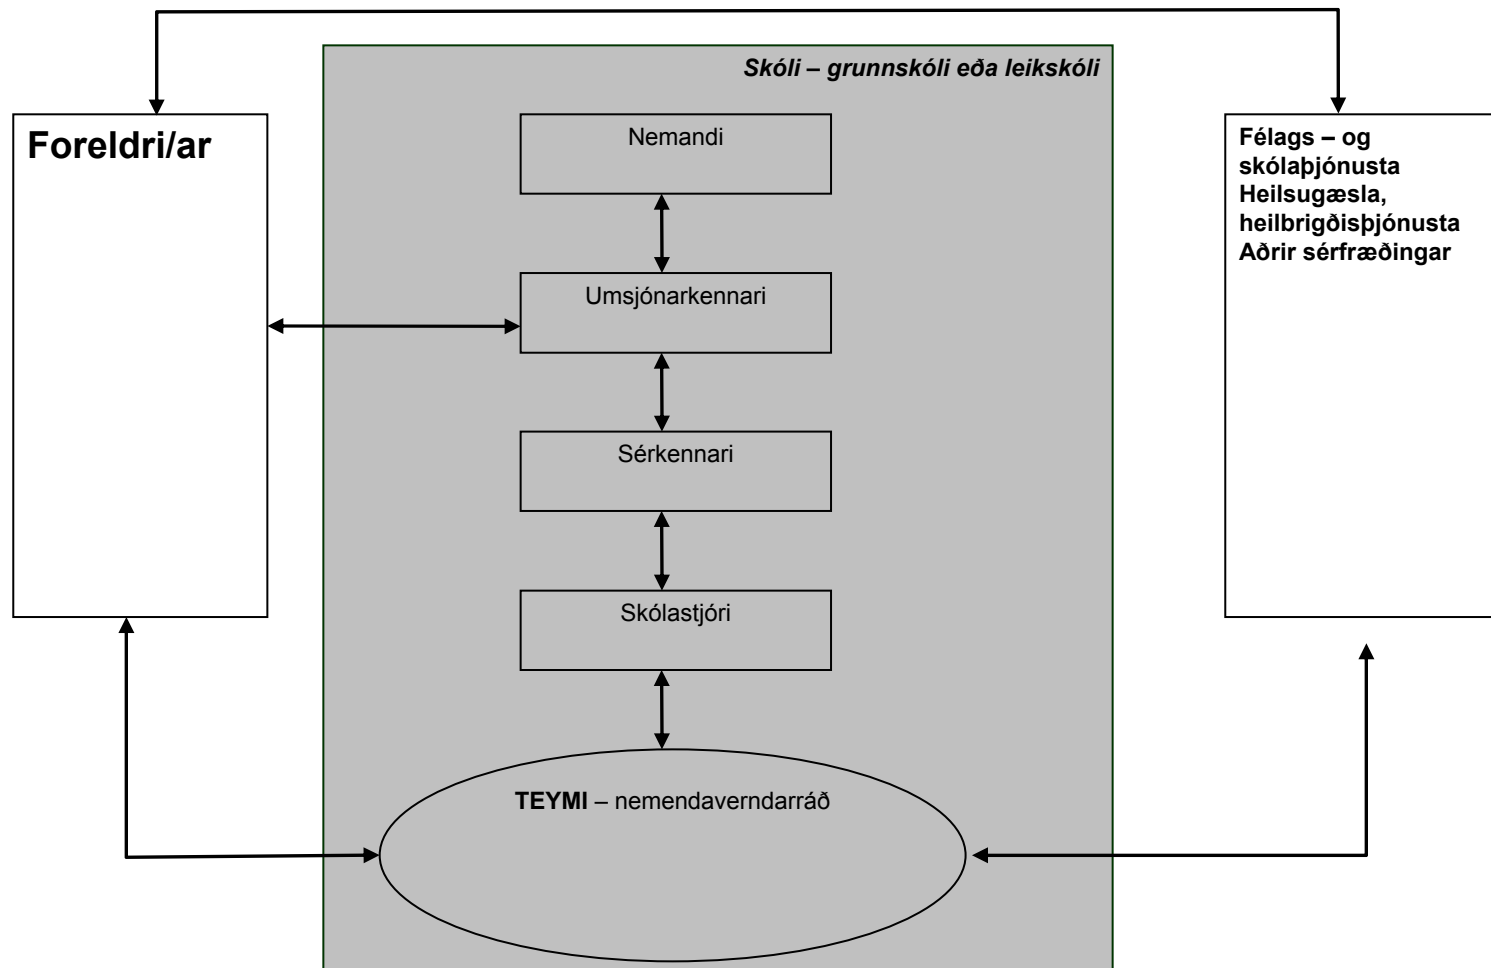 Skóli – grunnskóli eða leikskóli
Foreldri/ar
Nemandi
Félags – og
skólaþjónusta
Heilsugæsla,
heilbrigðisþjónusta
Aðrir sérfræðingar
Umsjónarkennari
Sérkennari
Skólastjóri
TEYMI – nemendaverndarráð